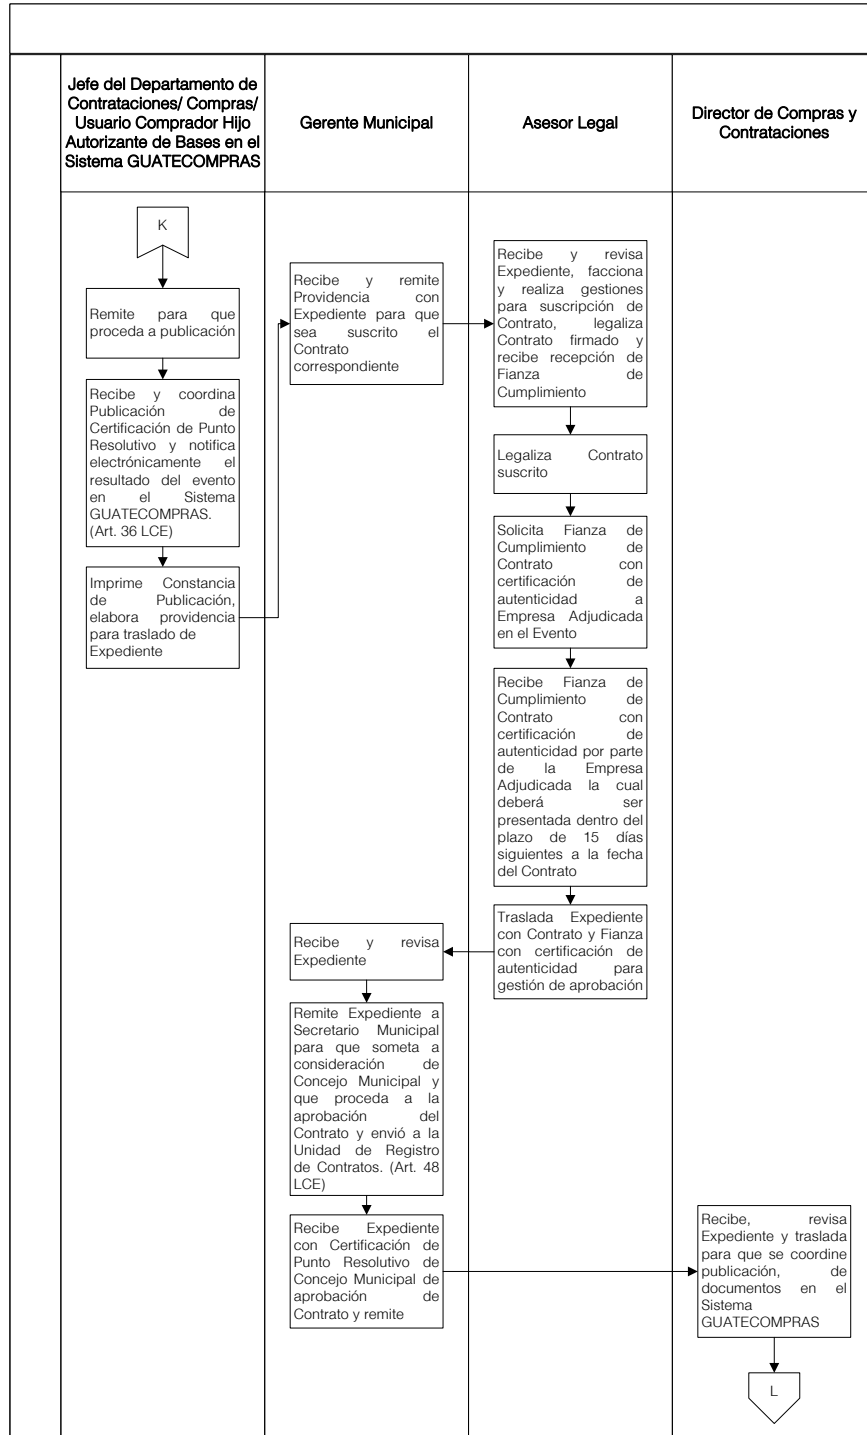 Jefe del Departamento de
Contrataciones/ Compras/
Usuario Comprador Hijo
Autorizante de Bases en el
Sistema GUATECOMPRAS
Gerente Municipal
Asesor Legal
Director de Compras y
Contrataciones
K
Remite para que
proceda a publicación
Recibe y coordina
Publicación de
Certificación de Punto
Resolutivo y notifica
electrónicamente el
resultado del evento
en el Sistema
GUATECOMPRAS.
(Art. 36 LCE)
Imprime Constancia
de Publicación,
elabora providencia
para traslado de
Expediente
Recibe y remite
Providencia con
Expediente para que
sea suscrito el
Contrato
correspondiente
Recibe y revisa
Expediente, facciona
y realiza gestiones
para suscripción de
Contrato, legaliza
Contrato firmado y
recibe recepción de
Fianza de
Cumplimiento
Legaliza Contrato
suscrito
Solicita Fianza de
Cumplimiento de
Contrato con
certificación de
autenticidad a
Empresa Adjudicada
en el Evento
Recibe Fianza de
Cumplimiento de
Contrato con
certificación de
autenticidad por parte
de la Empresa
Adjudicada la cual
deberá ser
presentada dentro del
plazo de 15 días
siguientes a la fecha
del Contrato
Traslada Expediente
con Contrato y Fianza
con certificación de
autenticidad para
gestión de aprobación
Recibe y revisa
Expediente
Remite Expediente a
Secretario Municipal
para que someta a
consideración de
Concejo Municipal y
que proceda a la
aprobación del
Contrato y envió a la
Unidad de Registro
de Contratos. (Art. 48
LCE)
Recibe Expediente
con Certificación de
Punto Resolutivo de
Concejo Municipal de
aprobación de
Contrato y remite
Recibe, revisa
Expediente y traslada
para que se coordine
publicación, de
documentos en el
Sistema
GUATECOMPRAS
L